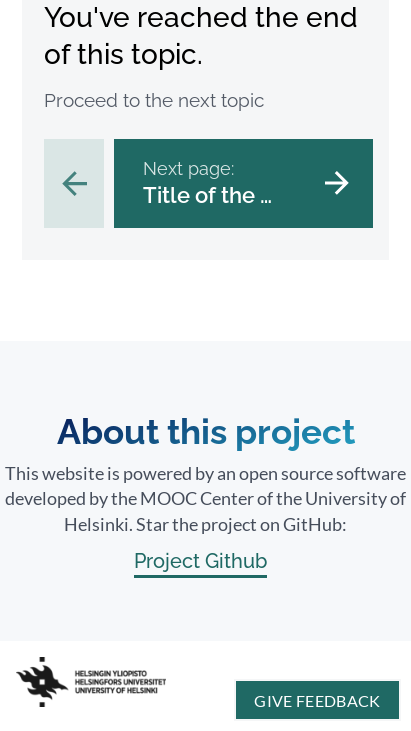 You've reached the end
of this topic.
Proceed to the next topic
Next page:
Title of the ...
About this project
This website is powered by an open source software
developed by the MOOC Center of the University of
Helsinki. Star the project on GitHub:
Project Github
HELSINGIN YLIOPISTO
HELSINGFORS UNIVERSITET
UNIVERSITY OF HELSINKI
GIVE FEEDBACK